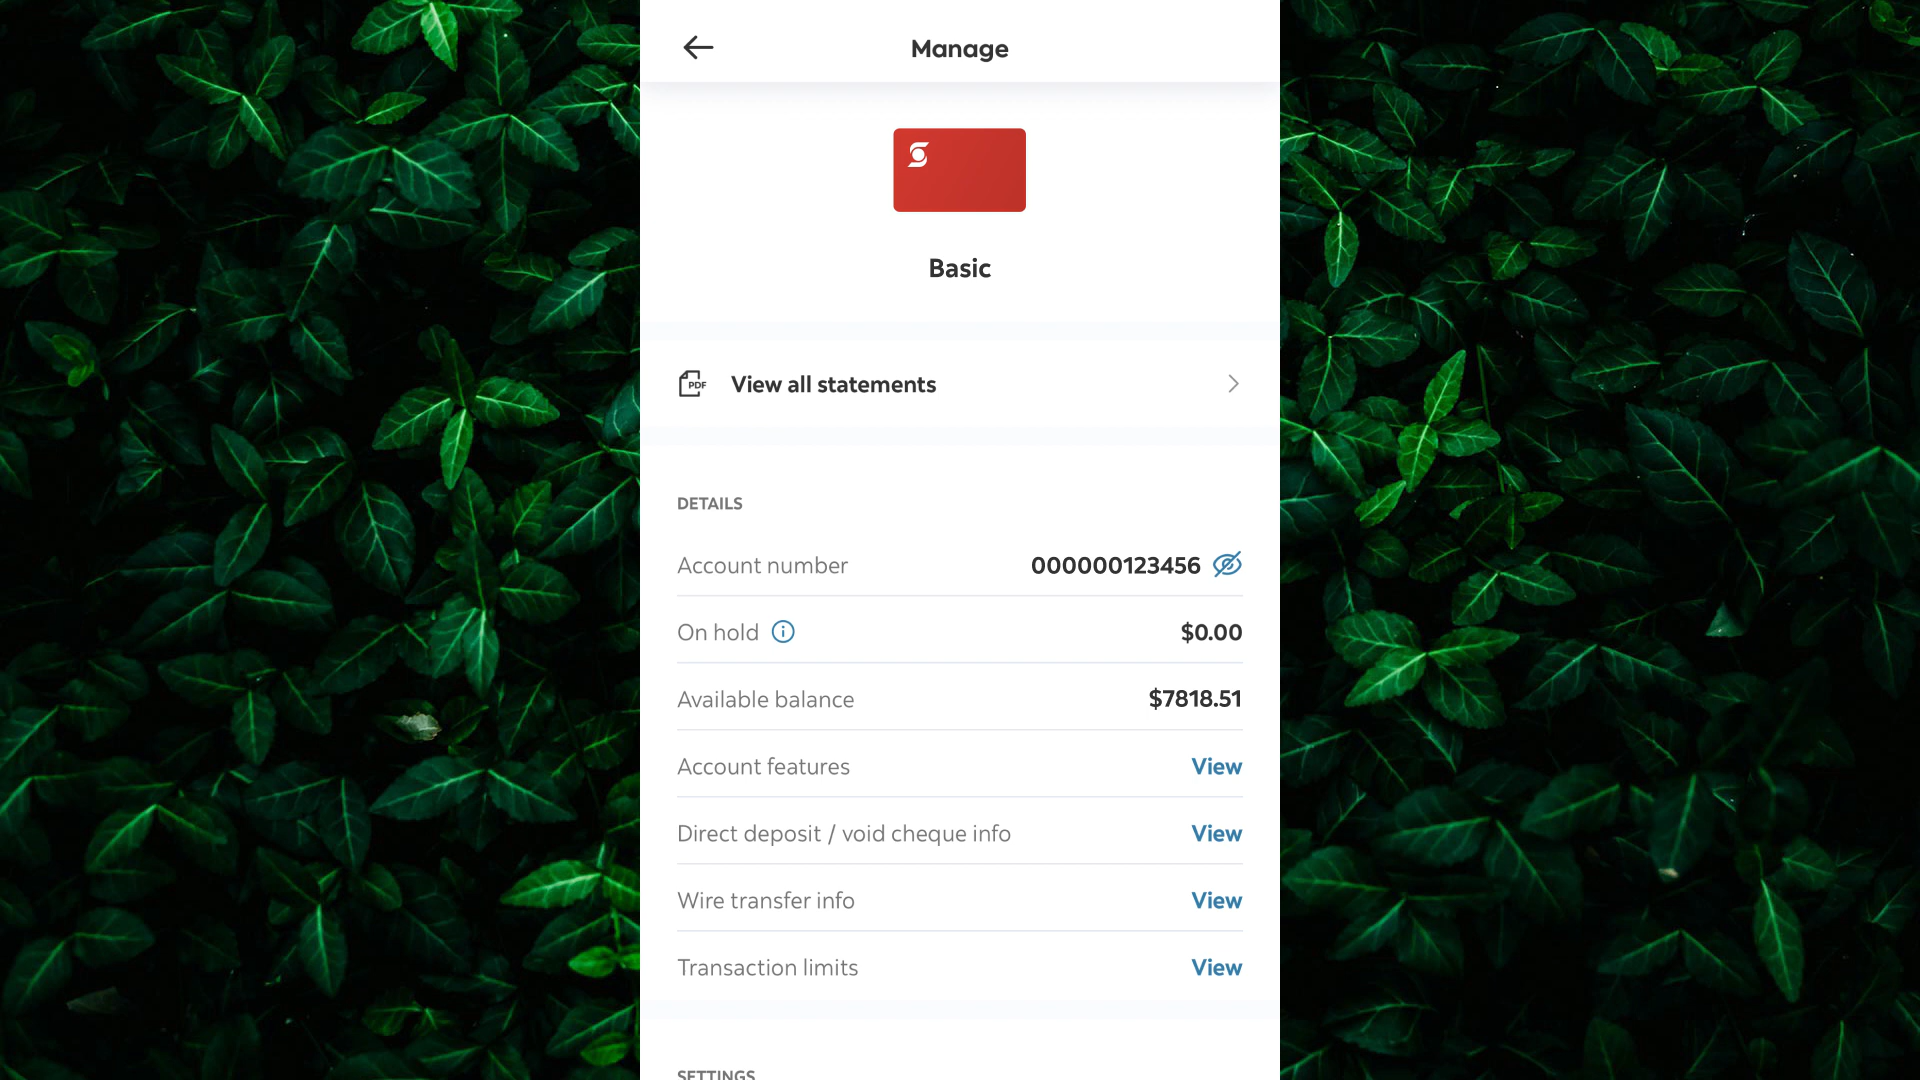 Manage
Basic
PDF View all statements
DETAILS
Account number 000000123456
On hold $0.00
Available balance $7818.51
Account features View
Direct deposit / void cheque info View
Wire transfer info View
Transaction limits View
SETTINGS